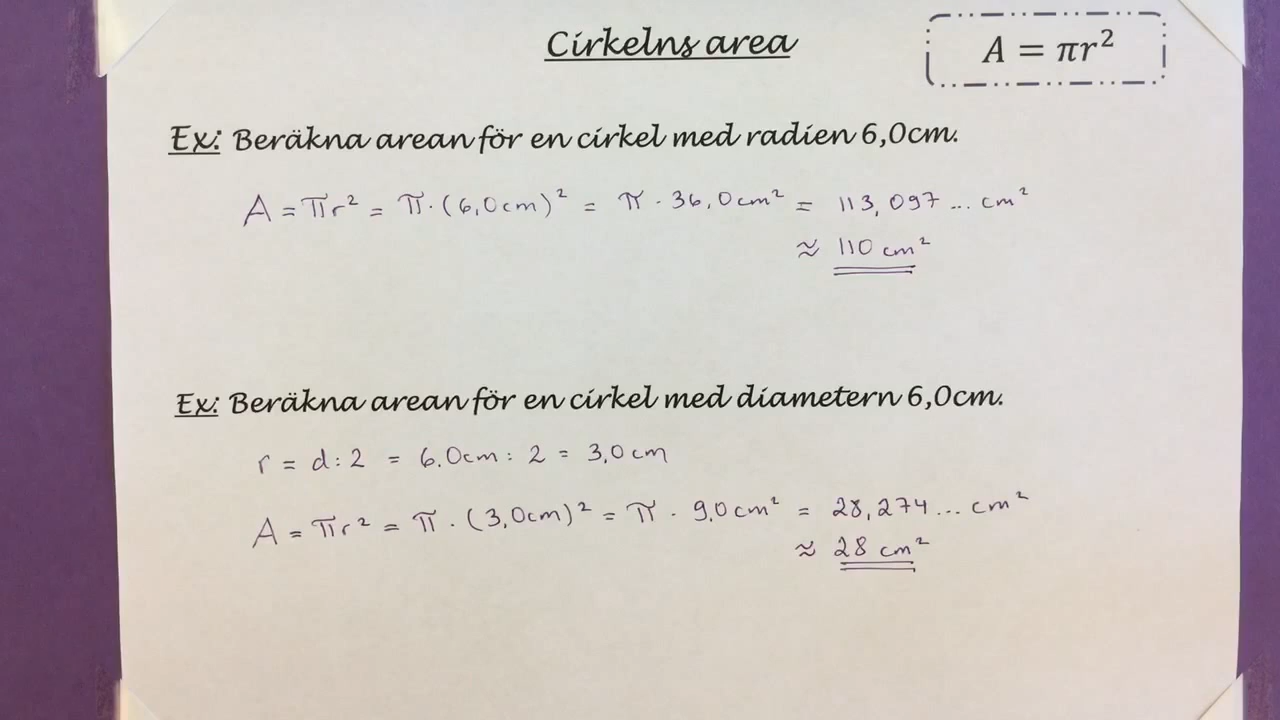 Cirkelns area
A = πr²
Ex: Beräkna arean för en cirkel med radien 6,0cm.
A = πr² = π · (6,0cm)² = π · 36,0cm² = 113,097... cm²
≈ 110 cm²
Ex: Beräkna arean för en cirkel med diametern 6,0cm.
r = d:2 = 6.0cm : 2 = 3,0cm
A = πr² = π · (3,0cm)² = π · 9,0cm² = 28,274... cm²
≈ 28 cm²